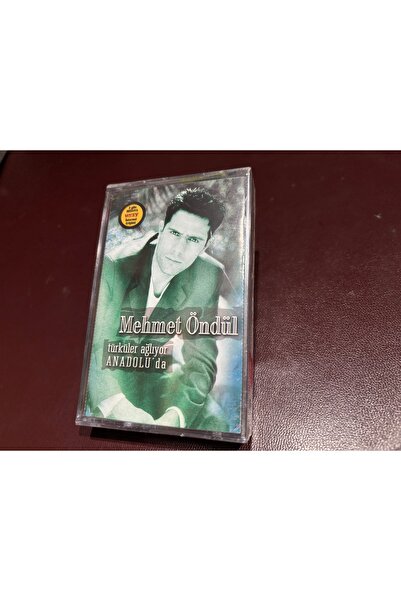 Mehmet Öndül
türküler ağlıyor
ANADOLU'da